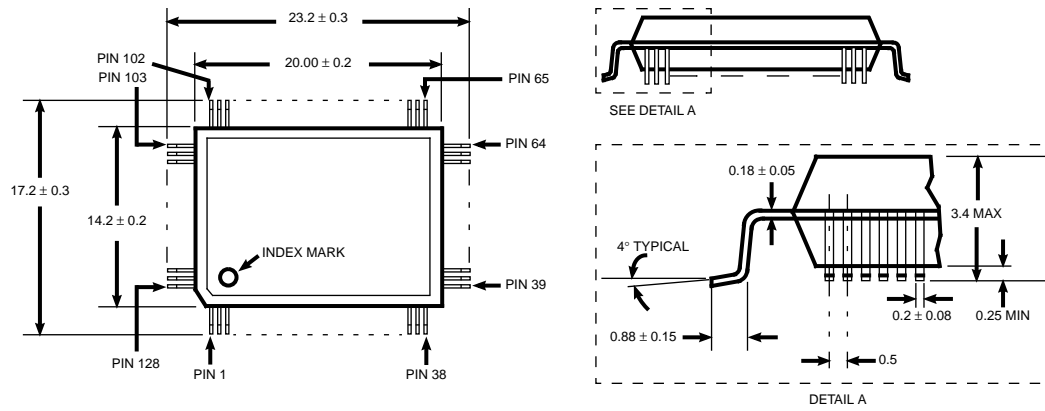 23.2 ± 0.3
PIN 102
PIN 103
20.00 ± 0.2
PIN 65
PIN 64
17.2 ± 0.3
14.2 ± 0.2
INDEX MARK
PIN 39
PIN 128
PIN 1
PIN 38
SEE DETAIL A
0.18 ± 0.05
3.4 MAX
4° TYPICAL
0.88 ± 0.15
0.2 ± 0.08
0.25 MIN
0.5
DETAIL A